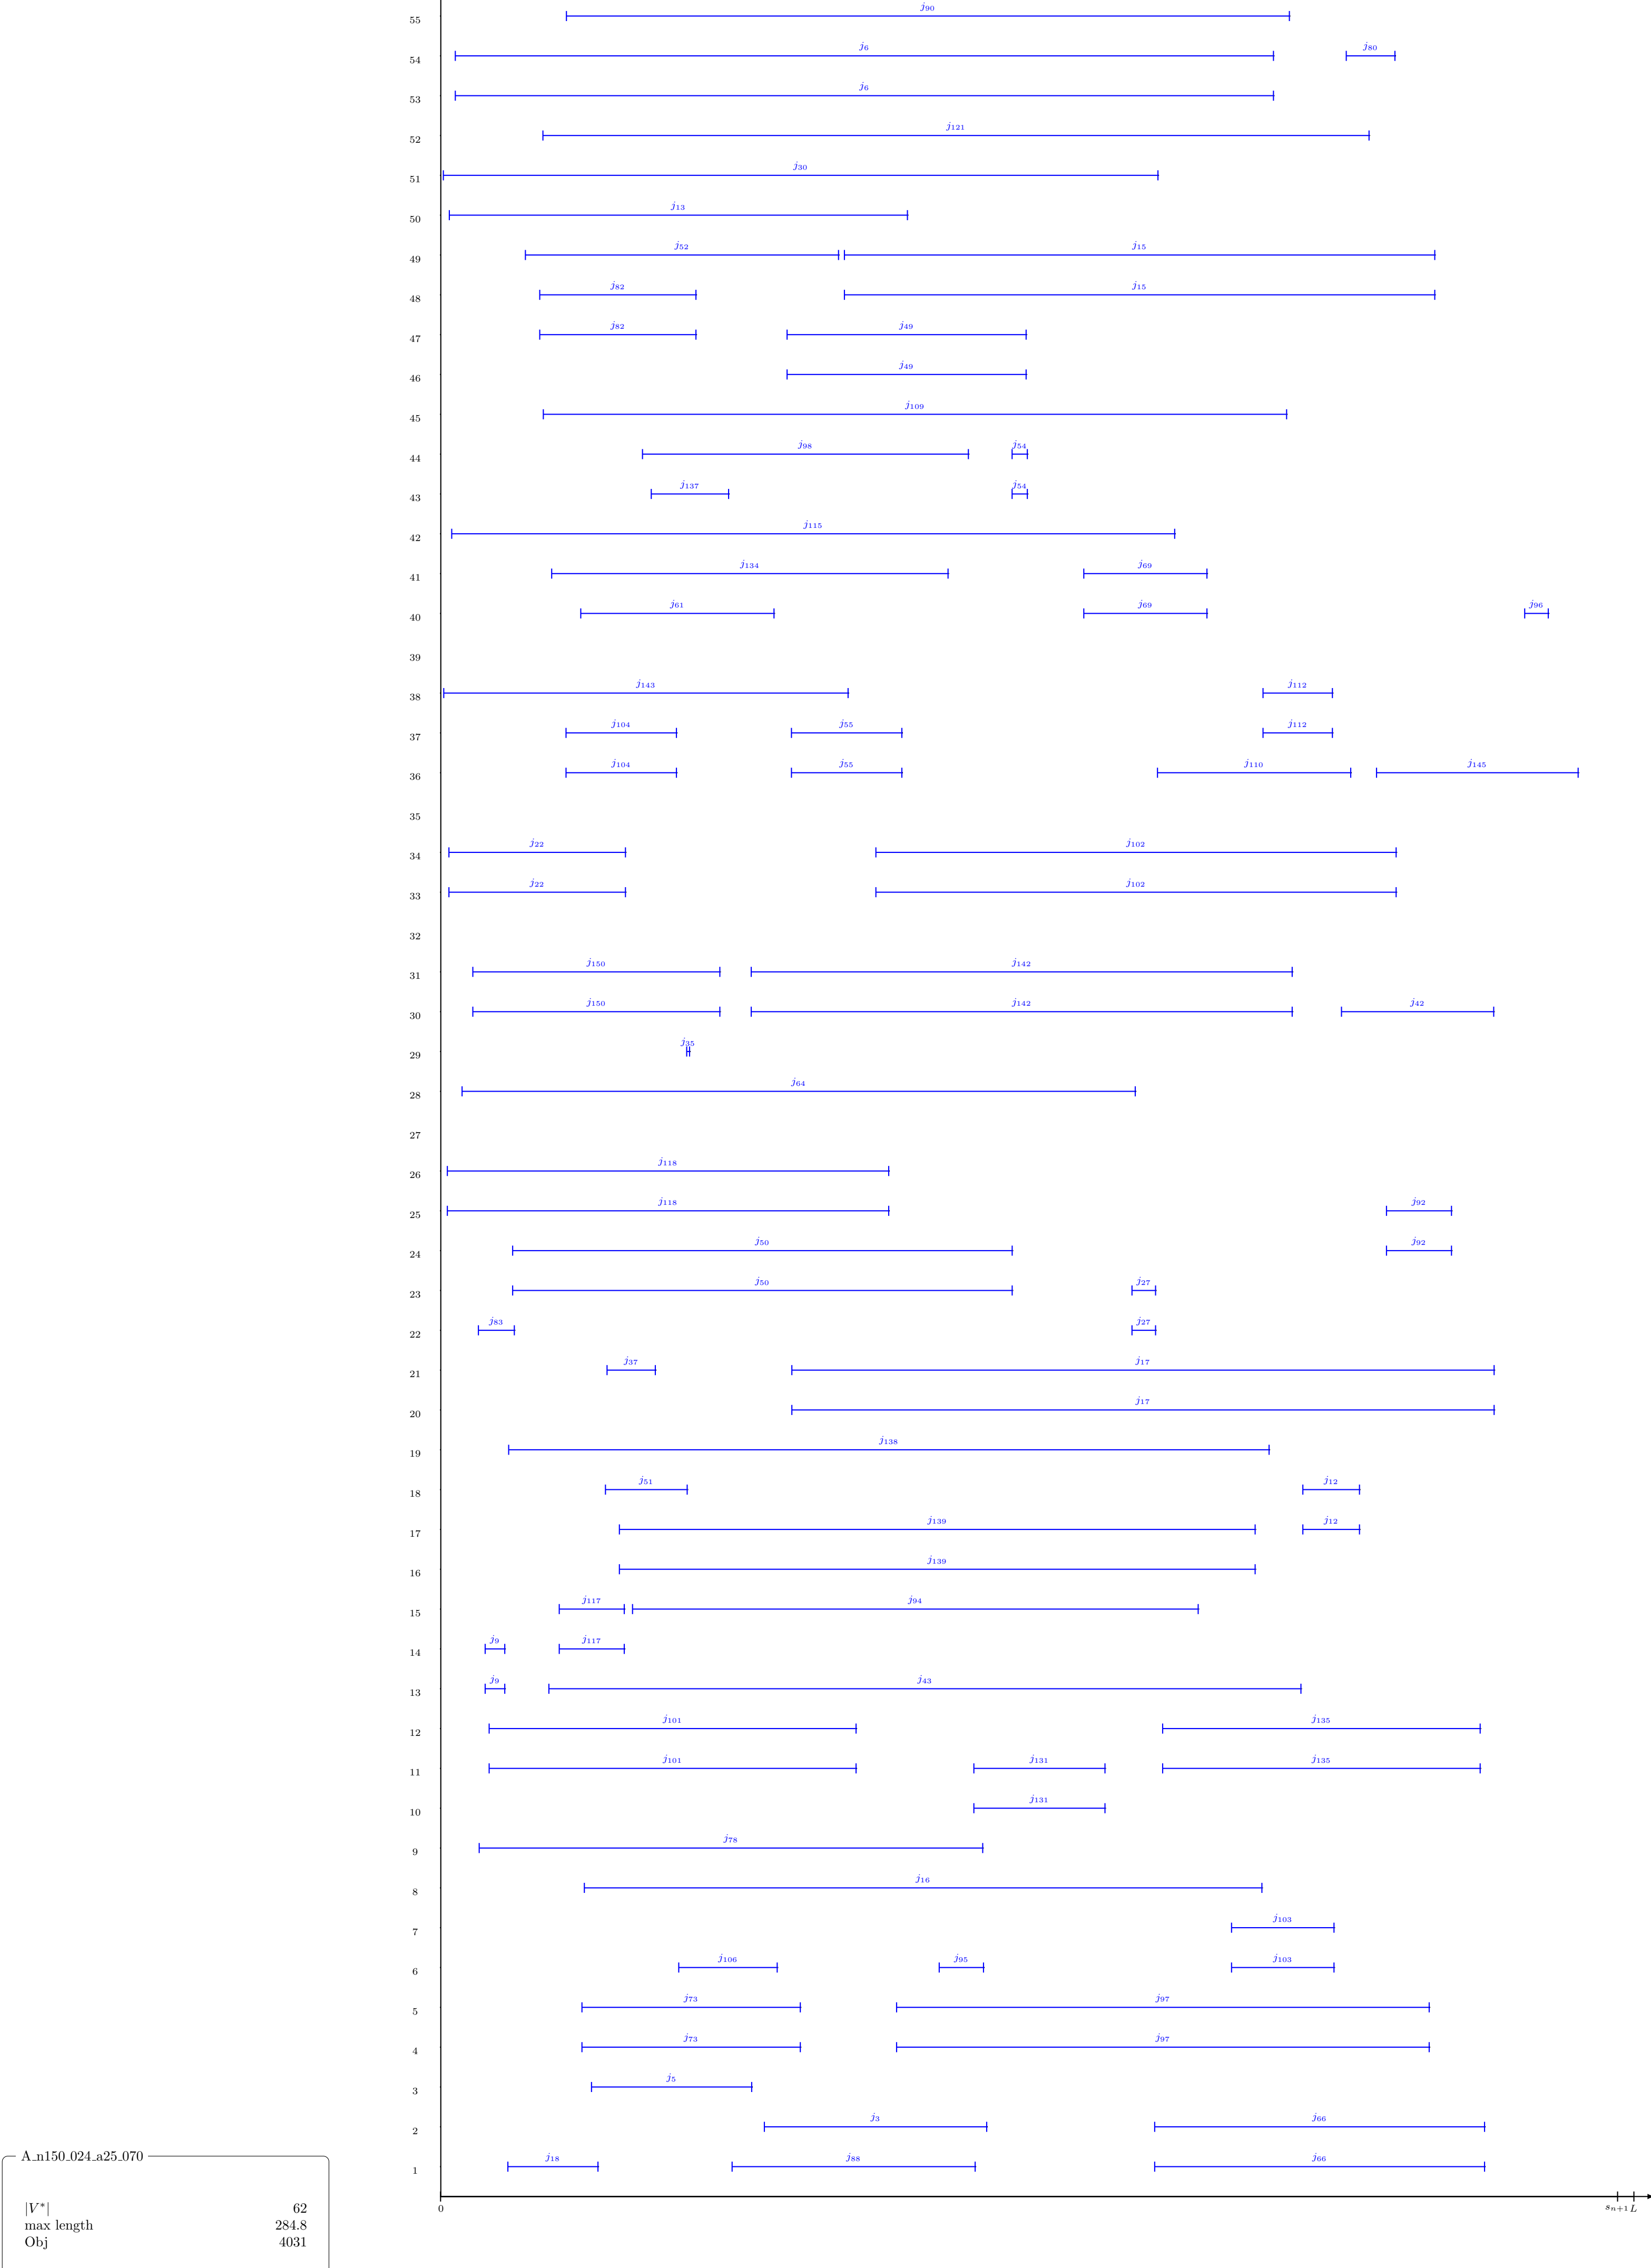 55 j90
54 j6 j80
53 j6
52 j121
51 j30
50 j13
49 j52 j15
48 j82 j15
47 j82 j49
46 j49
45 j109
44 j98 j54
43 j137 j54
42 j115
41 j134 j69
40 j61 j69 j96
39
38 j143 j112
37 j104 j55 j112
36 j104 j55 j110 j145
35
34 j22 j102
33 j22 j102
32
31 j150 j142
30 j150 j142 j42
29 j35
28 j64
27
26 j118
25 j118 j92
24 j50 j92
23 j50 j27
22 j83 j27
21 j37 j17
20 j17
19 j138
18 j51 j12
17 j139 j12
16 j139
15 j117 j94
14 j9 j117
13 j9 j43
12 j101 j135
11 j101 j131 j135
10 j131
9 j78
8 j16
7 j103
6 j106 j95 j103
5 j73 j97
4 j73 j97
3 j5
2 j3 j66
1 j18 j88 j66
0 sn+1 L
A_n150_024_a25_070
|V*| 62
max length 284.8
Obj 4031